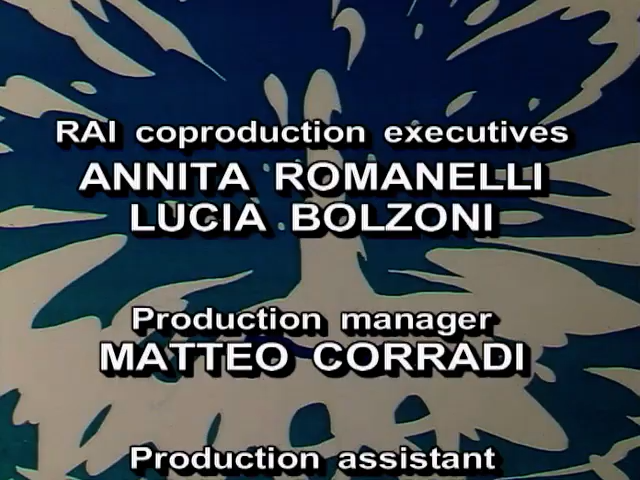 RAI coproduction executives
ANNITA ROMANELLI
LUCIA BOLZONI
Production manager
MATTEO CORRADI
Production assistant